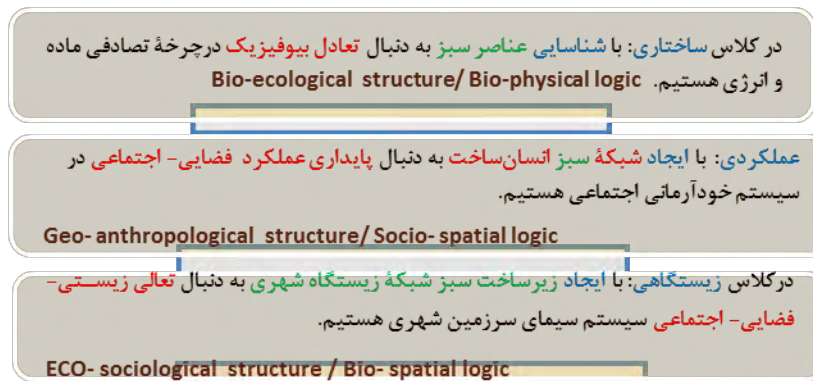 در کلاس ساختاری: با شناسایی عناصر سبز به دنبال تعادل بیوفیزیک درچرخۀ تصادفی ماده
و انرژی هستیم. Bio-ecological structure/ Bio-physical logic
عملکردی: با ایجاد شبکۀ سبز انسان‌ساخت به دنبال پایداری عملکرد فضایی- اجتماعی در
سیستم خودآرمانی اجتماعی هستیم.
Geo- anthropological structure/ Socio- spatial logic
درکلاس زیستگاهی: با ایجاد زیرساخت سبز شبکۀ زیستگاه شهری به دنبال تعالی زیستی-
فضایی- اجتماعی سیستم سیمای سرزمین شهری هستیم.
ECO- sociological structure / Bio- spatial logic